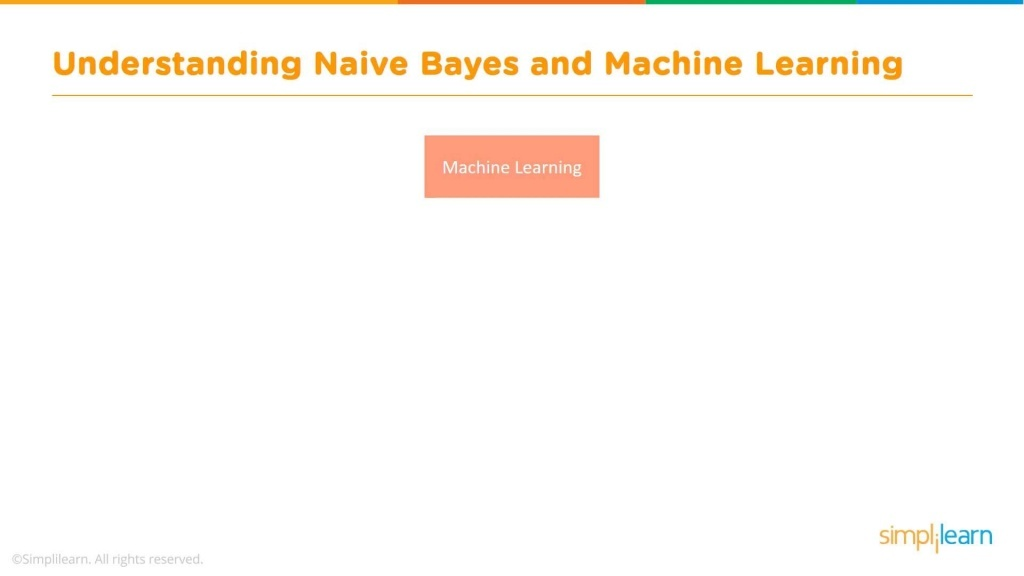 Understanding Naive Bayes and Machine Learning
Machine Learning
simplilearn
©Simplilearn. All rights reserved.